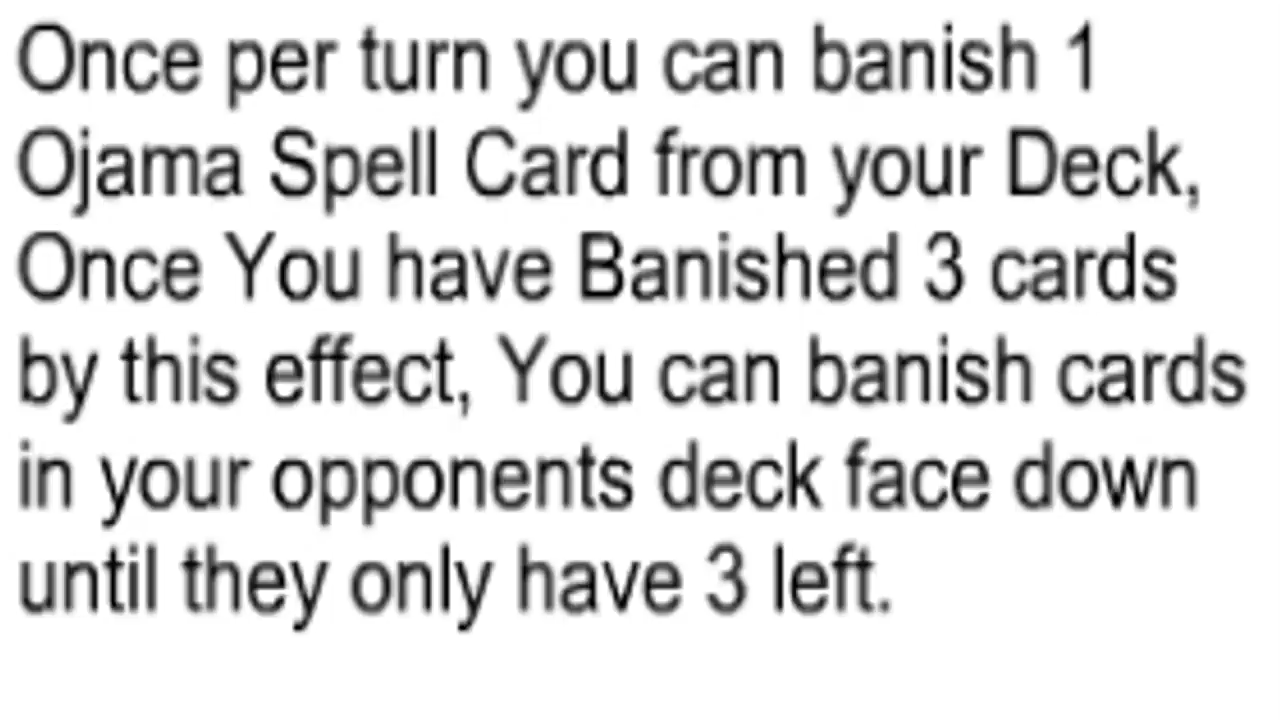 Once per turn you can banish 1
Ojama Spell Card from your Deck,
Once You have Banished 3 cards
by this effect, You can banish cards
in your opponents deck face down
until they only have 3 left.